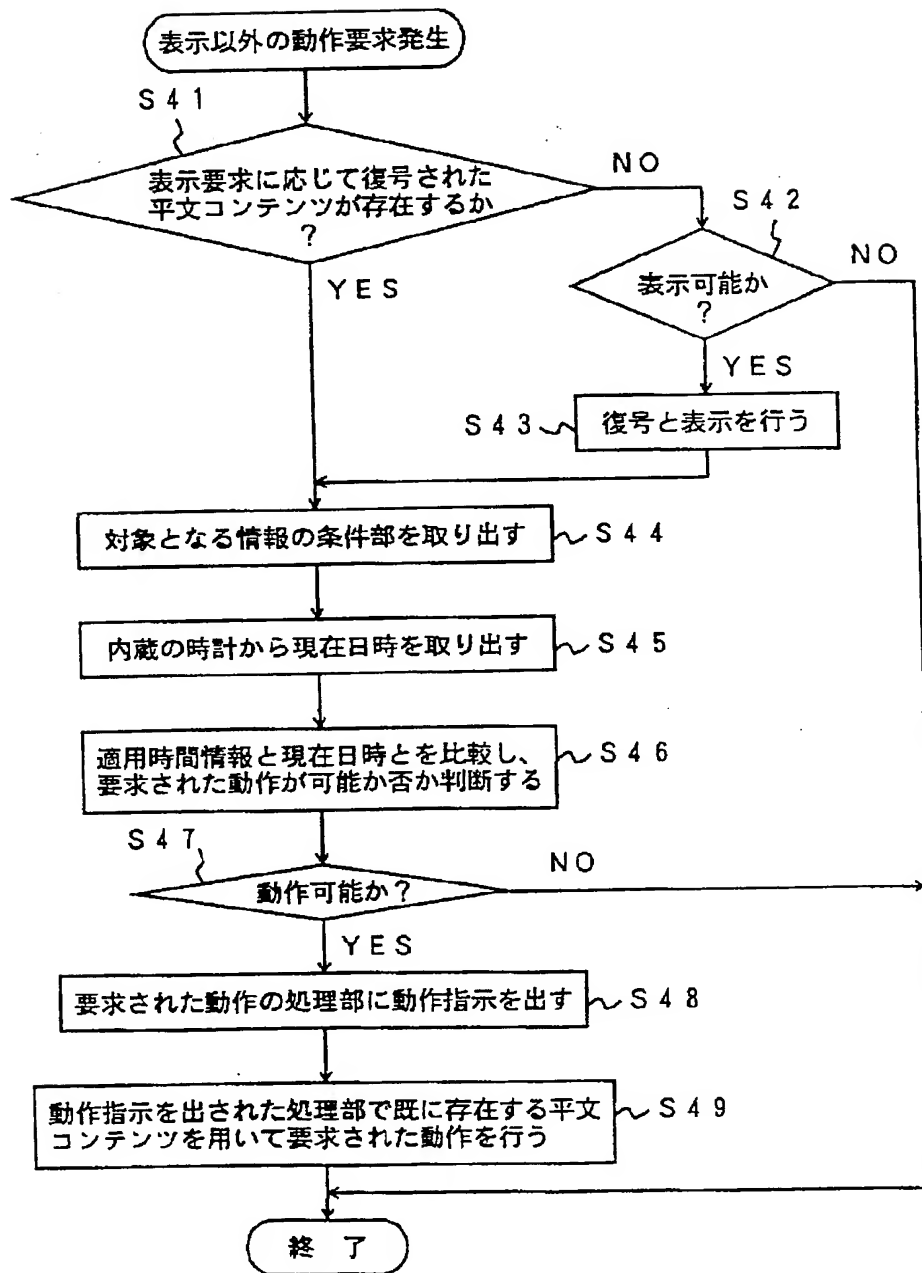 表示以外の動作要求発生
S41
表示要求に応じて復号された
平文コンテンツが存在するか
?
NO
YES
S42
表示可能か
?
NO
YES
S43
復号と表示を行う
対象となる情報の条件部を取り出す
S44
内蔵の時計から現在日時を取り出す
S45
適用時間情報と現在日時とを比較し、
要求された動作が可能か否か判断する
S46
S47
動作可能か?
NO
YES
要求された動作の処理部に動作指示を出す
S48
動作指示を出された処理部で既に存在する平文
コンテンツを用いて要求された動作を行う
S49
終 了